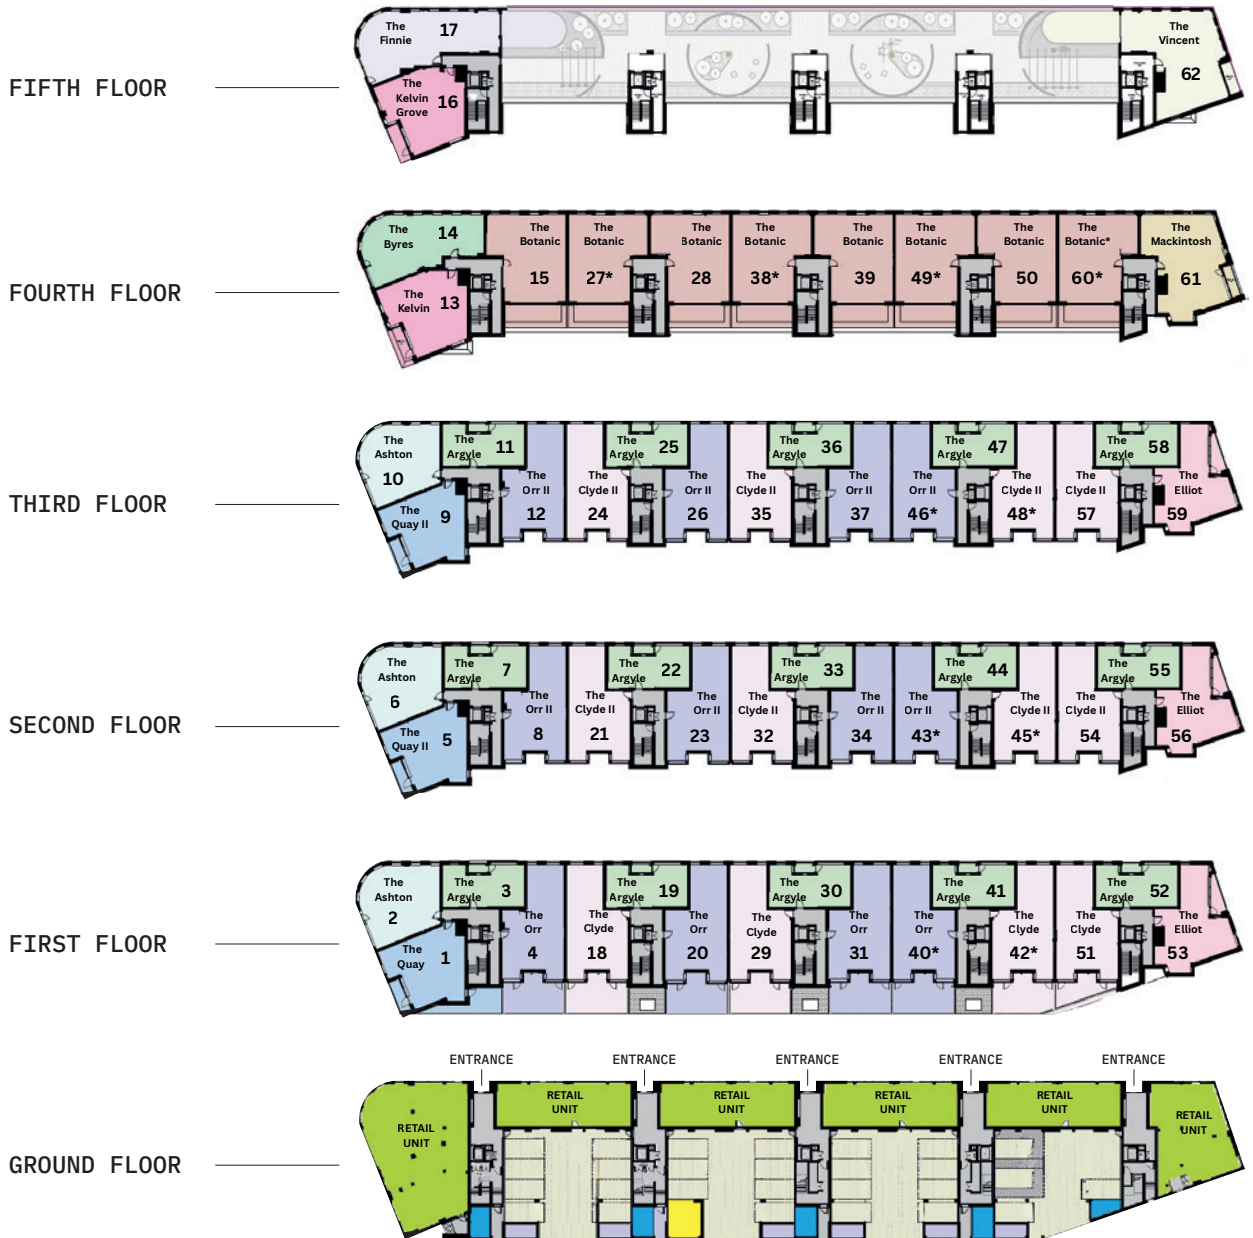 FIFTH FLOOR
The
Finnie
17
The
Kelvin
Grove
16
The
Vincent
62
FOURTH FLOOR
The
Byres
14
The
Kelvin
13
The
Botanic
15
The
Botanic
27*
The
Botanic
28
The
Botanic
38*
The
Botanic
39
The
Botanic
49*
The
Botanic
50
The
Botanic*
60*
The
Mackintosh
61
THIRD FLOOR
The
Ashton
10
The
Quay II
9
The
Argyle
11
The
Orr II
12
The
Clyde II
24
The
Argyle
25
The
Orr II
26
The
Clyde II
35
The
Argyle
36
The
Orr II
37
The
Orr II
46*
The
Argyle
47
The
Clyde II
48*
The
Clyde II
57
The
Argyle
58
The
Elliot
59
SECOND FLOOR
The
Ashton
6
The
Quay II
5
The
Argyle
7
The
Orr II
8
The
Clyde II
21
The
Argyle
22
The
Orr II
23
The
Clyde II
32
The
Argyle
33
The
Orr II
34
The
Orr II
43*
The
Argyle
44
The
Clyde II
45*
The
Clyde II
54
The
Argyle
55
The
Elliot
56
FIRST FLOOR
The
Ashton
2
The
Quay
1
The
Argyle
3
The
Orr
4
The
Clyde
18
The
Argyle
19
The
Orr
20
The
Clyde
29
The
Argyle
30
The
Orr
31
The
Orr
40*
The
Argyle
41
The
Clyde
42*
The
Clyde
51
The
Argyle
52
The
Elliot
53
ENTRANCE
ENTRANCE
ENTRANCE
ENTRANCE
ENTRANCE
GROUND FLOOR
RETAIL
UNIT
RETAIL
UNIT
RETAIL
UNIT
RETAIL
UNIT
RETAIL
UNIT
RETAIL
UNIT